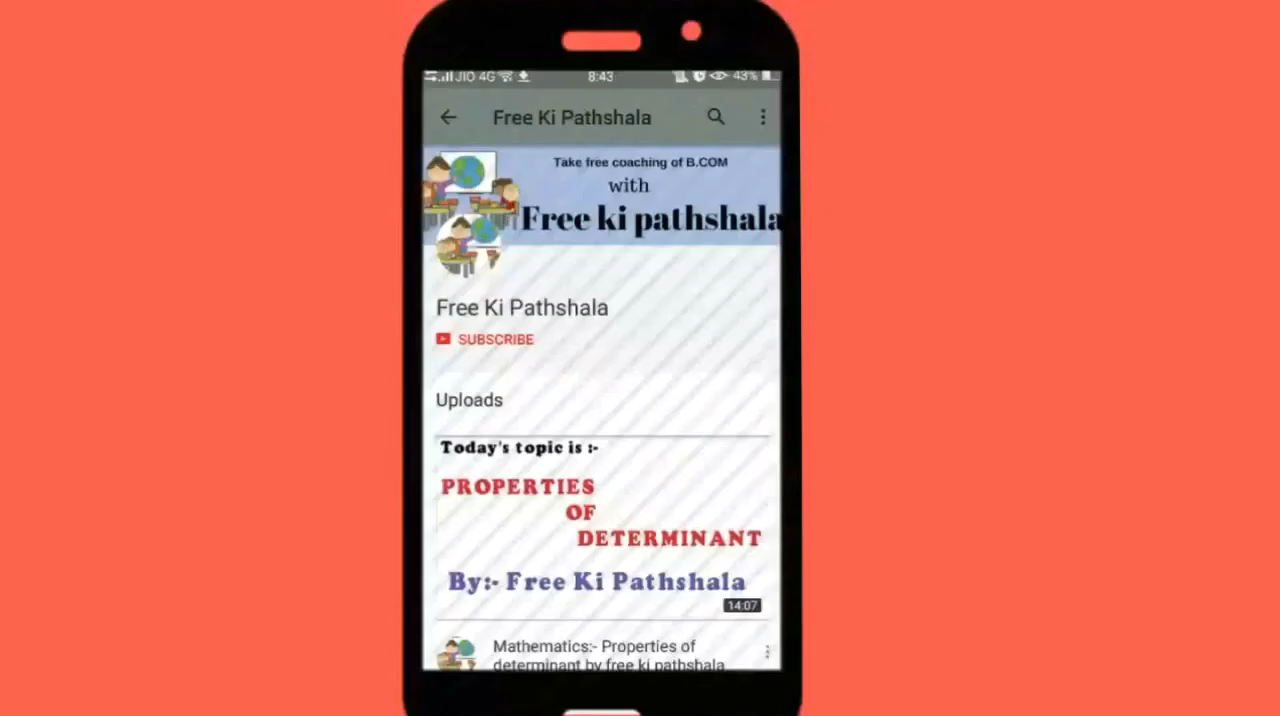 JIO 4G 8:43 43%
Free Ki Pathshala
Take free coaching of B.COM
with
Free ki pathshala
Free Ki Pathshala
SUBSCRIBE
Uploads
Today's topic is :-
PROPERTIES
OF
DETERMINANT
By:- Free Ki Pathshala
14:07
Mathematics:- Properties of
determinant by free ki pathshala